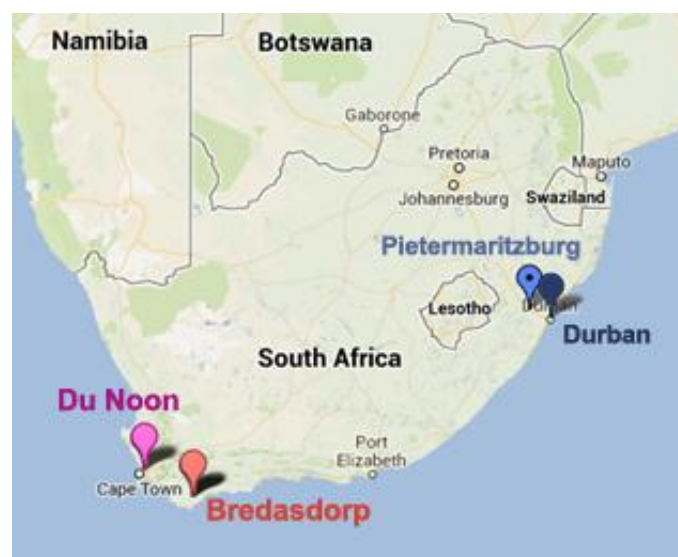 Namibia
Botswana
Gaborone
Pretoria
Maputo
Johannesburg
Swaziland
Pietermaritzburg
Lesotho
Durban
Durban
South Africa
Du Noon
Port
Elizabeth
Cape Town
Bredasdorp